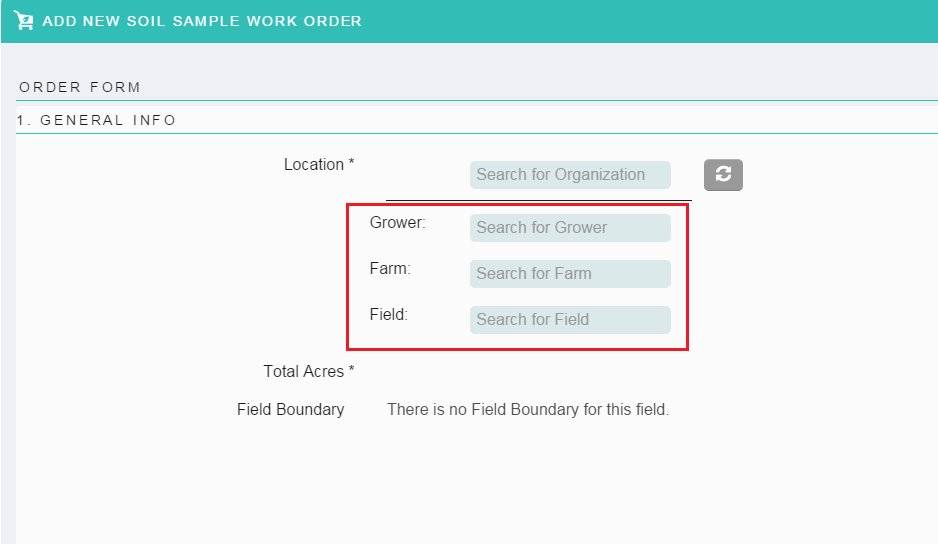 ADD NEW SOIL SAMPLE WORK ORDER
ORDER FORM
1. GENERAL INFO
Location * Search for Organization
Grower: Search for Grower
Farm: Search for Farm
Field: Search for Field
Total Acres *
Field Boundary There is no Field Boundary for this field.